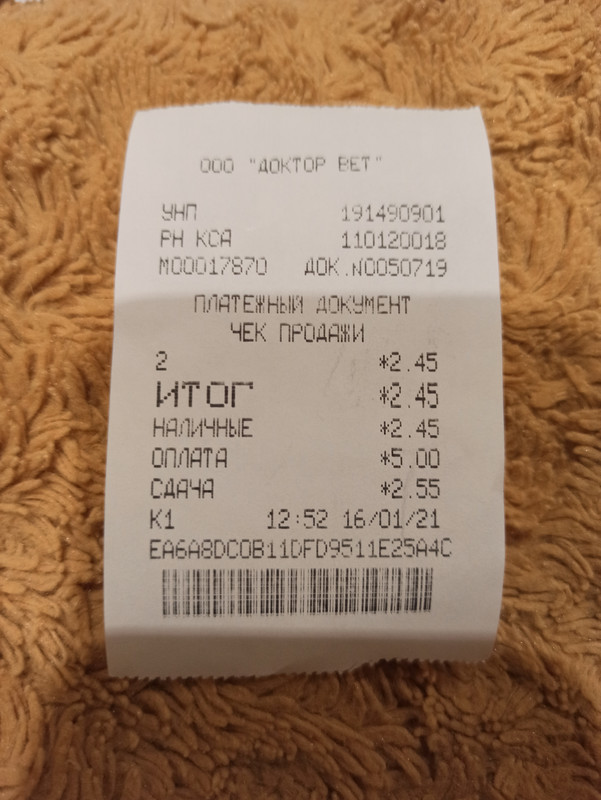 ООО "ДОКТОР ВЕТ"
УНП 191490901
РН КСА 110120018
М00017870 ДОК.N0050719
ПЛАТЕЖНЫЙ ДОКУМЕНТ
ЧЕК ПРОДАЖИ
2 *2.45
ИТОГ *2.45
НАЛИЧНЫЕ *2.45
ОПЛАТА *5.00
СДАЧА *2.55
К1 12:52 16/01/21
EA6A8DC0B11DFD9511E25A4C